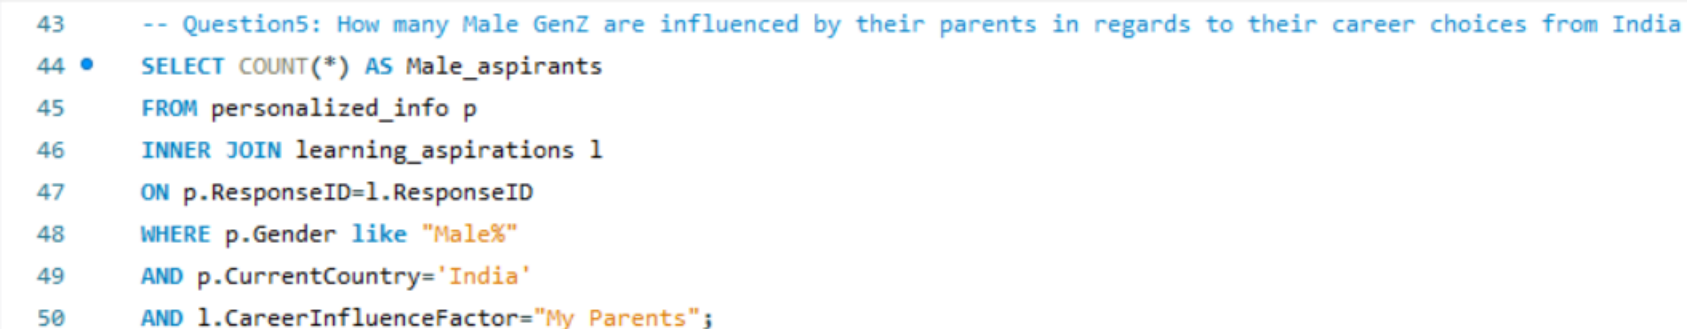 43 -- Question5: How many Male GenZ are influenced by their parents in regards to their career choices from India
44 SELECT COUNT(*) AS Male_aspirants
45 FROM personalized_info p
46 INNER JOIN learning_aspirations l
47 ON p.ResponseID=l.ResponseID
48 WHERE p.Gender like "Male%"
49 AND p.CurrentCountry='India'
50 AND l.CareerInfluenceFactor="My Parents";